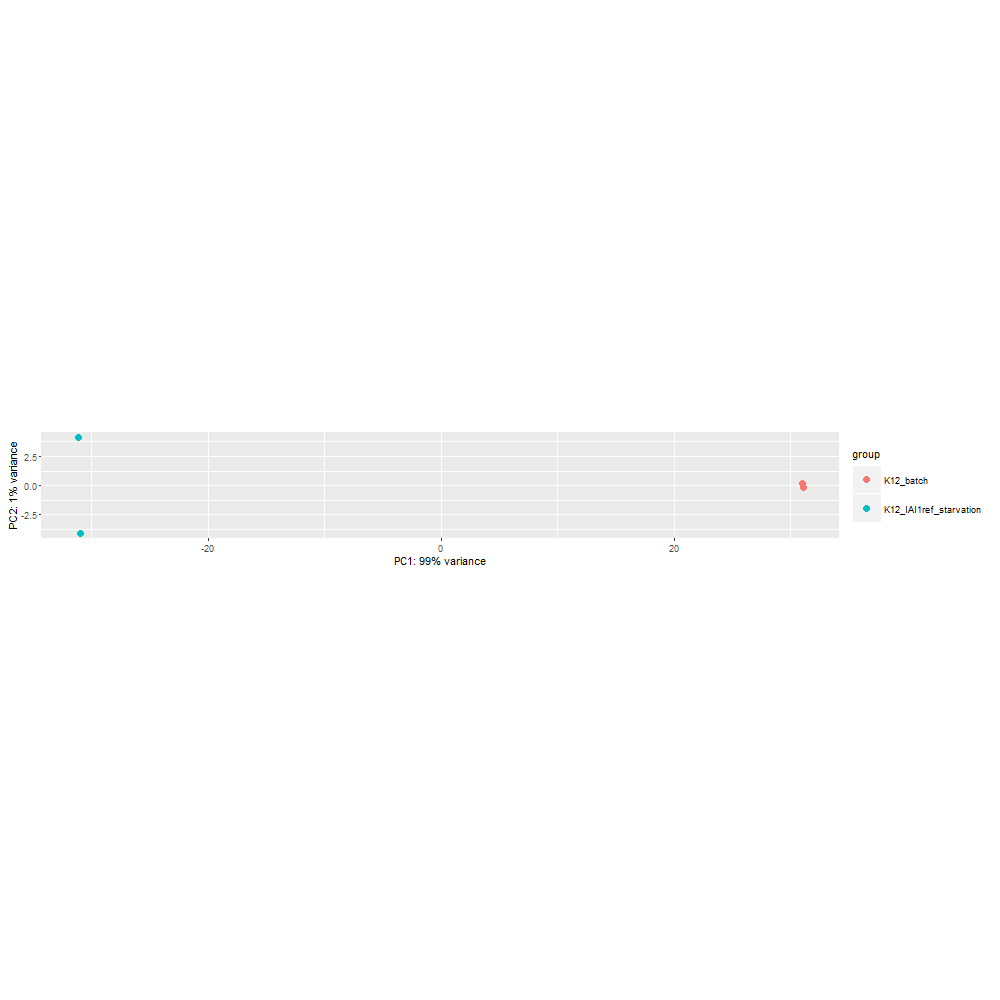 PC2: 1% variance
2.5
0.0
-2.5
-20
0
20
PC1: 99% variance
group
K12_batch
K12_IAI1ref_starvation